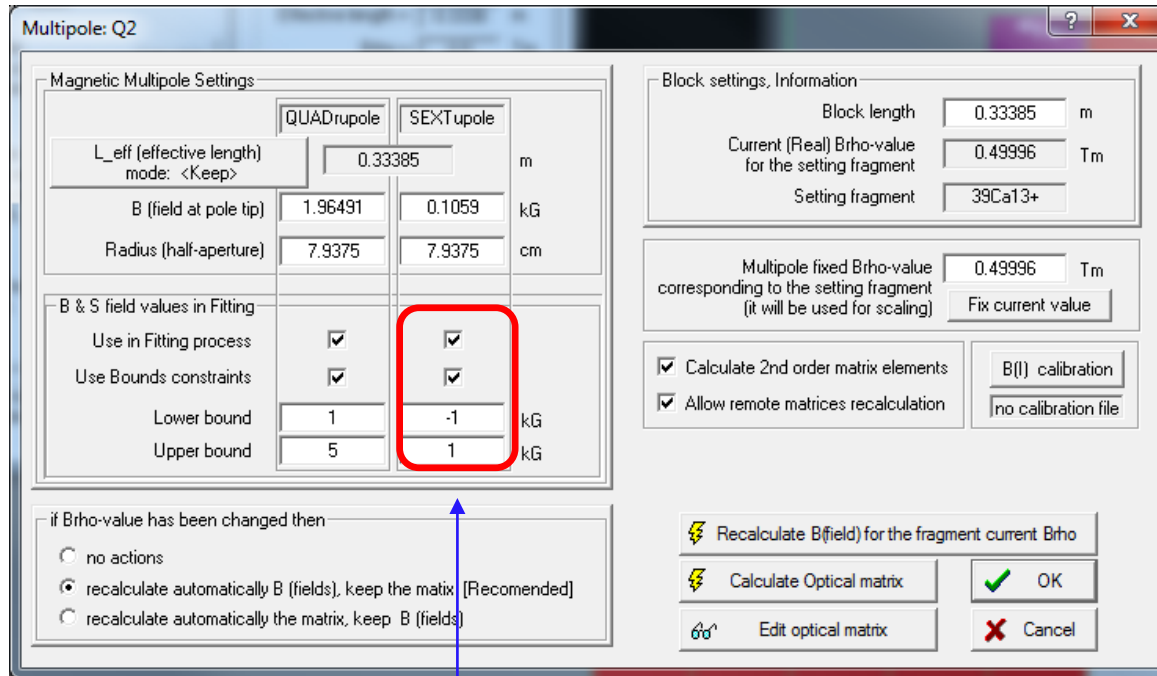 Multipole: Q2
?
X
Magnetic Multipole Settings
QUADrupole SEXTupole
L_eff (effective length)
mode: <Keep>
0.33385 m
B (field at pole tip) 1.96491 0.1059 kG
Radius (half-aperture) 7.9375 7.9375 cm
B & S field values in Fitting
Use in Fitting process
Use Bounds constraints
Lower bound 1 -1 kG
Upper bound 5 1 kG
if Brho-value has been changed then
no actions
recalculate automatically B (fields), keep the matix [Recomended]
recalculate automatically the matrix, keep B (fields)
Block settings, Information
Block length 0.33385 m
Current (Real) Brho-value
for the setting fragment
0.49996 Tm
Setting fragment 39Ca13+
Multipole fixed Brho-value
corresponding to the setting fragment
(it will be used for scaling)
0.49996 Tm
Fix current value
Calculate 2nd order matrix elements
Allow remote matrices recalculation
B(I) calibration
no calibration file
Recalculate B(field) for the fragment current Brho
Calculate Optical matrix
OK
Edit optical matrix
Cancel